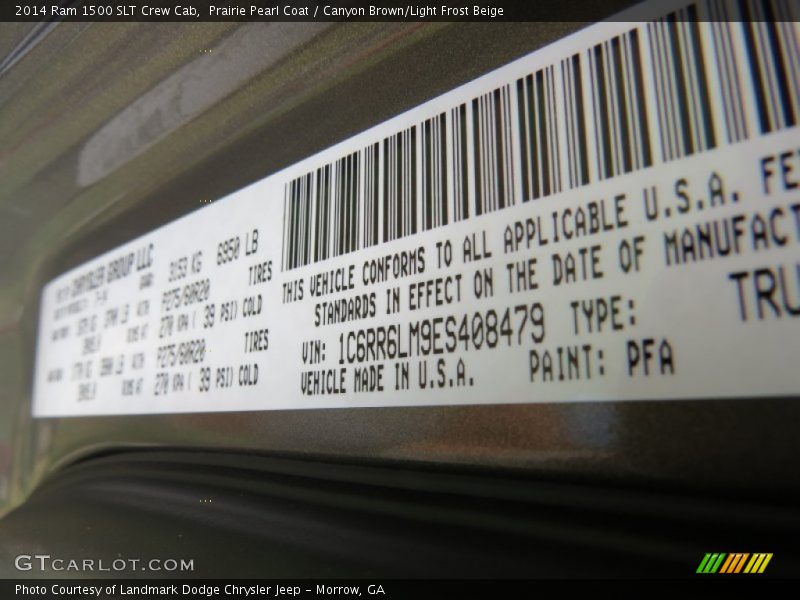 2014 Ram 1500 SLT Crew Cab, Prairie Pearl Coat / Canyon Brown/Light Frost Beige
CHRYSLER GROUP LLC
3153 KG 6950 LB
P275/60R20 TIRES
270 KPA ( 39 PSI) COLD
P275/60R20 TIRES
270 KPA ( 39 PSI) COLD
THIS VEHICLE CONFORMS TO ALL APPLICABLE U.S.A.
STANDARDS IN EFFECT ON THE DATE OF
VIN: 1C6RR6LM9ES408479 TYPE:
VEHICLE MADE IN U.S.A. PAINT: PFA
GTCARLOT.COM
Photo Courtesy of Landmark Dodge Chrysler Jeep - Morrow, GA